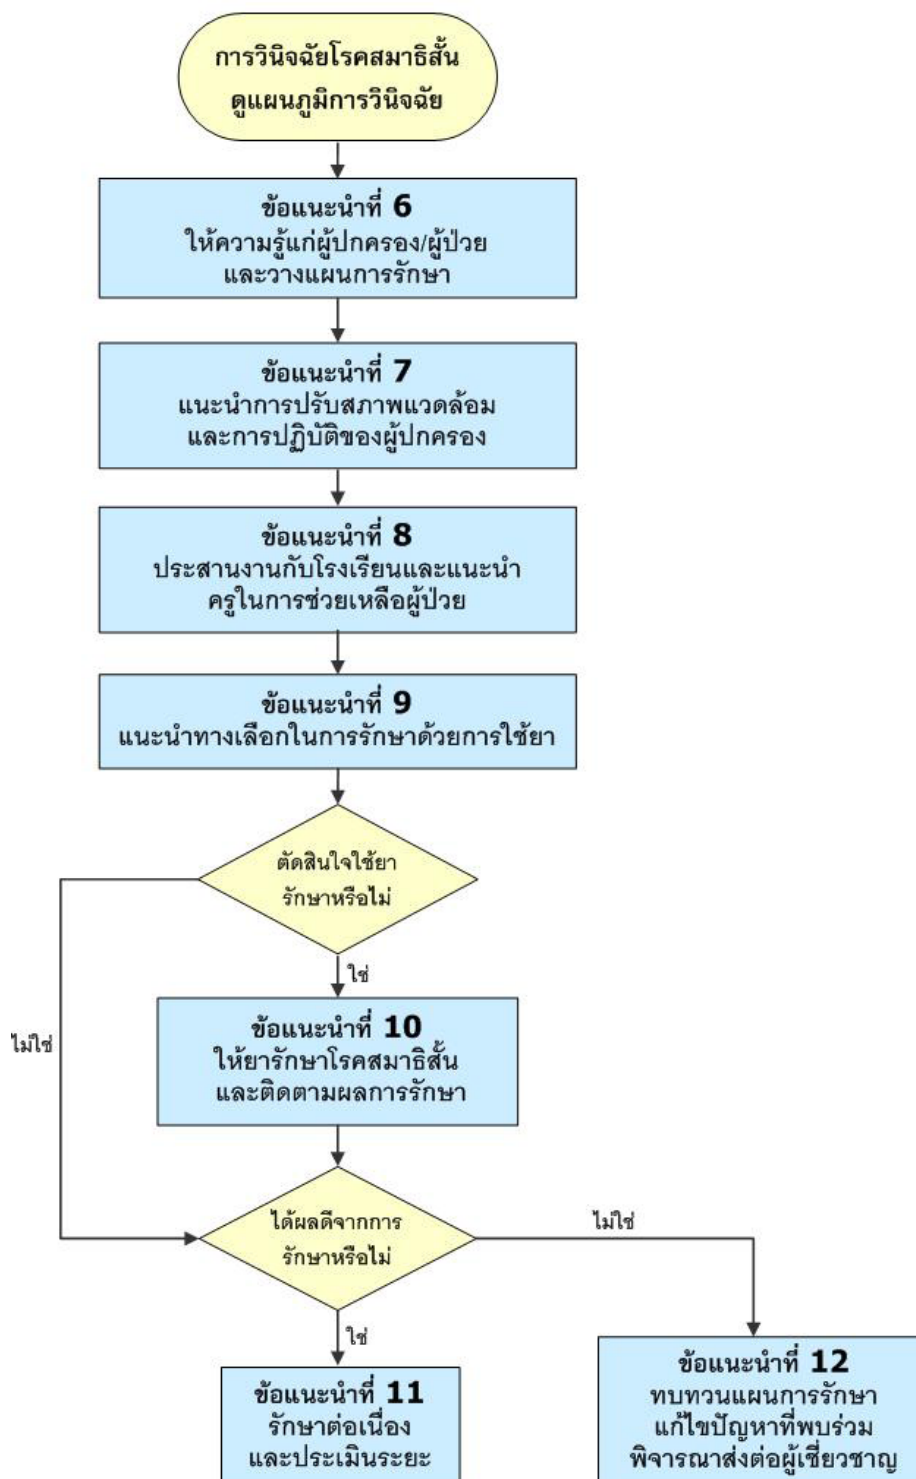 การวินิจฉัยโรคสมาธิสั้น
ดูแผนภูมิการวินิจฉัย
ข้อแนะนำที่ 6
ให้ความรู้แก่ผู้ปกครอง/ผู้ป่วย
และวางแผนการรักษา
ข้อแนะนำที่ 7
แนะนำการปรับสภาพแวดล้อม
และการปฏิบัติของผู้ปกครอง
ข้อแนะนำที่ 8
ประสานงานกับโรงเรียนและแนะนำ
ครูในการช่วยเหลือผู้ป่วย
ข้อแนะนำที่ 9
แนะนำทางเลือกในการรักษาด้วยการใช้ยา
ตัดสินใจใช้ยา
รักษาหรือไม่
ใช่
ไม่ใช่
ข้อแนะนำที่ 10
ให้ยารักษาโรคสมาธิสั้น
และติดตามผลการรักษา
ได้ผลดีจากการ
รักษาหรือไม่
ไม่ใช่
ใช่
ข้อแนะนำที่ 11
รักษาต่อเนื่อง
และประเมินระยะ
ข้อแนะนำที่ 12
ทบทวนแผนการรักษา
แก้ไขปัญหาที่พบร่วม
พิจารณาส่งต่อผู้เชี่ยวชาญ